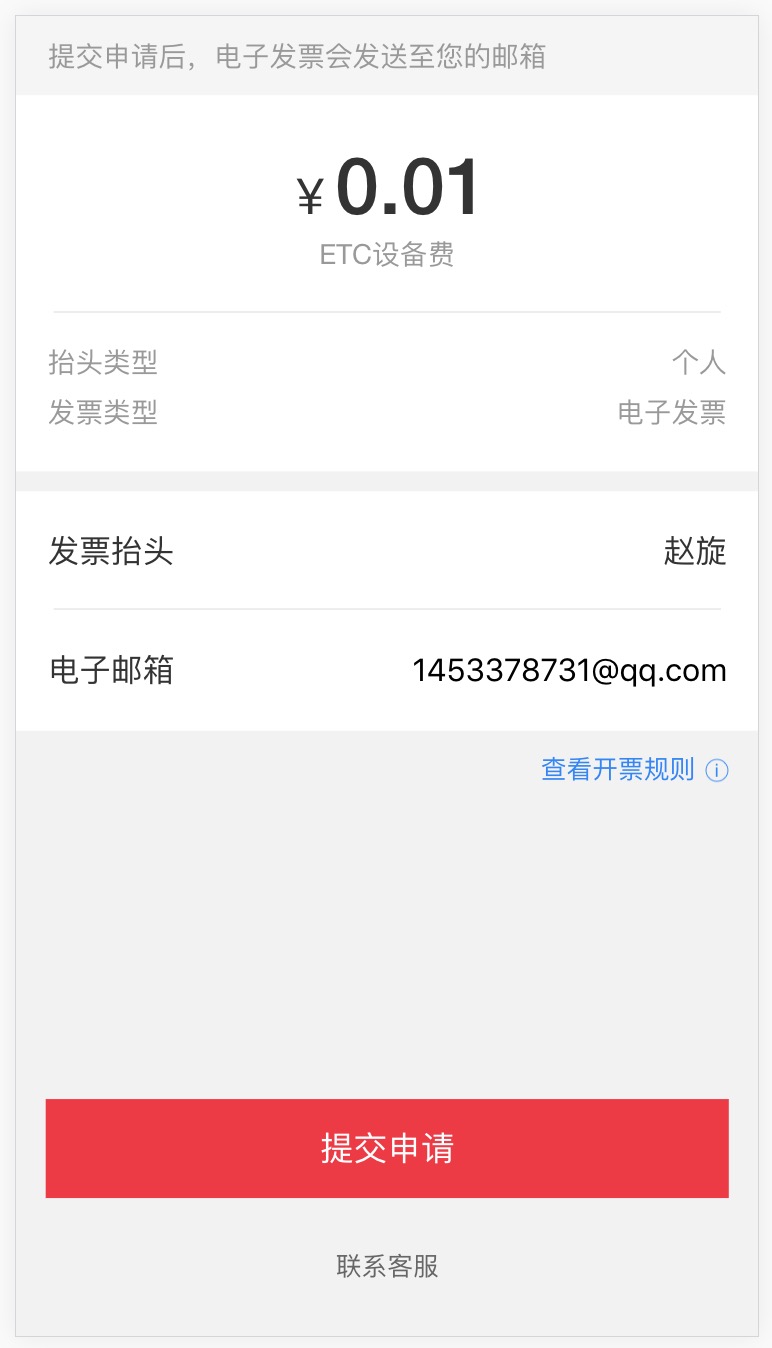 提交申请后，电子发票会发送至您的邮箱
¥ 0.01
ETC设备费
抬头类型 个人
发票类型 电子发票
发票抬头 赵旋
电子邮箱 1453378731@qq.com
查看开票规则 ⓘ
提交申请
联系客服